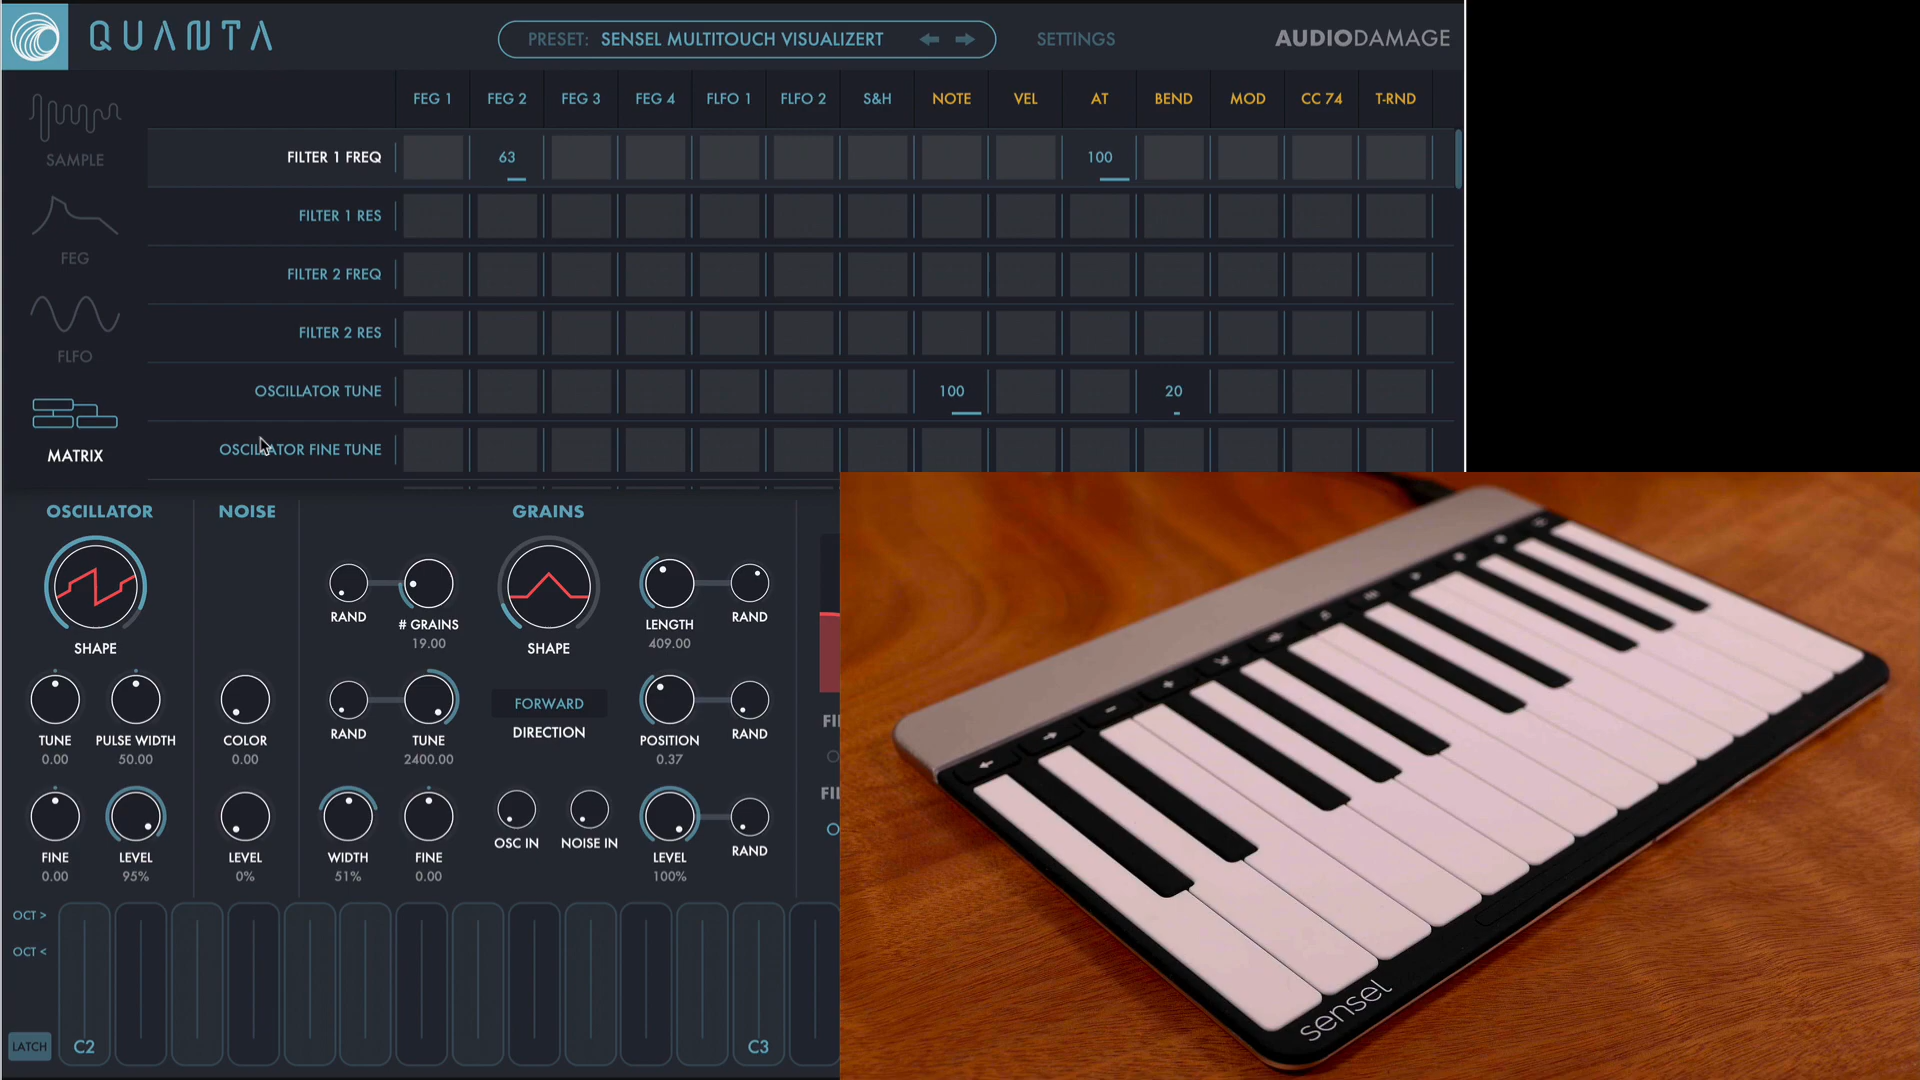 QUANTA
PRESET: SENSEL MULTITOUCH VISUALIZERT
SETTINGS
AUDIODAMAGE
FEG 1 FEG 2 FEG 3 FEG 4 FLFO 1 FLFO 2 S&H NOTE VEL AT BEND MOD CC 74 T-RND
SAMPLE
FEG
FLFO
MATRIX
FILTER 1 FREQ 63 100
FILTER 1 RES
FILTER 2 FREQ
FILTER 2 RES
OSCILLATOR TUNE 100 20
OSCILLATOR FINE TUNE
OSCILLATOR
SHAPE
TUNE PULSE WIDTH
0.00 50.00
FINE LEVEL
0.00 95%
NOISE
COLOR
0.00
LEVEL
0%
GRAINS
RAND # GRAINS
19.00
SHAPE
LENGTH RAND
409.00
RAND TUNE
2400.00
FORWARD
DIRECTION
POSITION RAND
0.37
WIDTH FINE
51% 0.00
OSC IN NOISE IN
LEVEL RAND
100%
FI
O
FI
O
OCT >
OCT <
LATCH
C2 C3
sensel